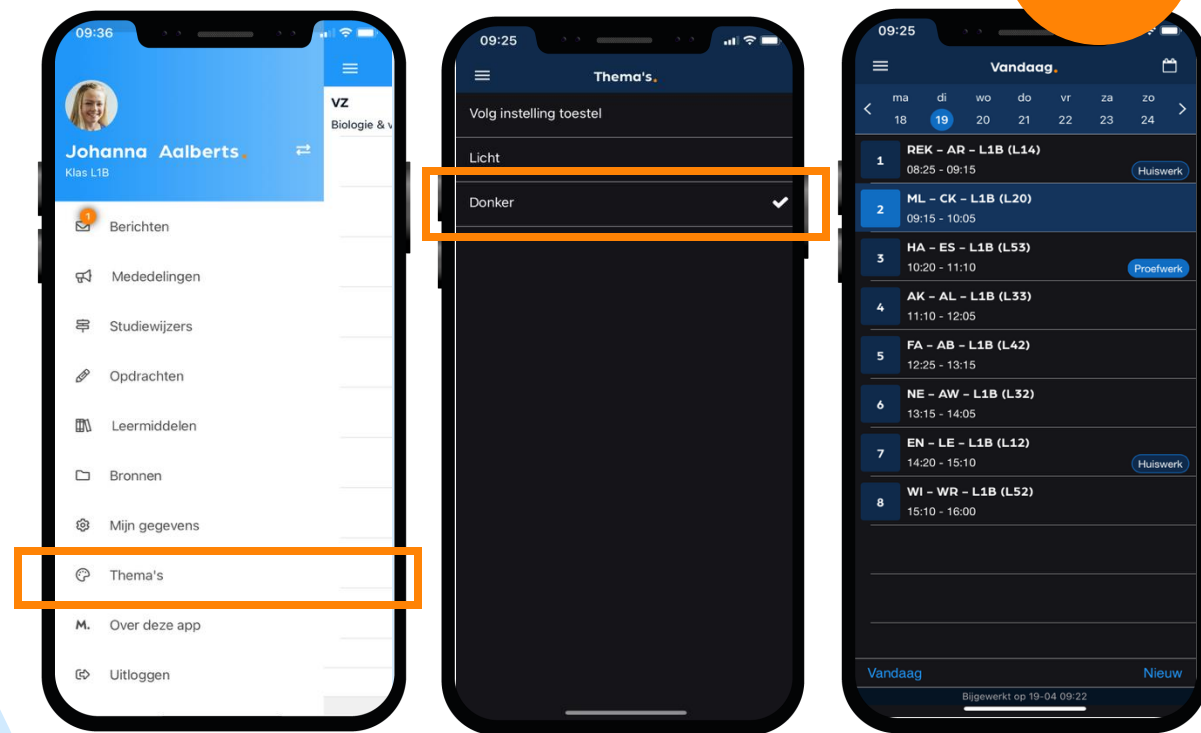 09:36
VZ
Biologie & v
Johanna Aalberts.
Klas L1B
1
Berichten
Mededelingen
Studiewijzers
Opdrachten
Leermiddelen
Bronnen
Mijn gegevens
Thema's
M. Over deze app
Uitloggen
09:25
Thema's.
Volg instelling toestel
Licht
Donker
09:25
Vandaag.
ma di wo do vr za zo
18 19 20 21 22 23 24
1
REK – AR – L1B (L14)
08:25 - 09:15
Huiswerk
2
ML – CK – L1B (L20)
09:15 - 10:05
3
HA – ES – L1B (L53)
10:20 - 11:10
Proefwerk
4
AK – AL – L1B (L33)
11:10 - 12:05
5
FA – AB – L1B (L42)
12:25 - 13:15
6
NE – AW – L1B (L32)
13:15 - 14:05
7
EN – LE – L1B (L12)
14:20 - 15:10
Huiswerk
8
WI – WR – L1B (L52)
15:10 - 16:00
Vandaag Nieuw
Bijgewerkt op 19-04 09:22